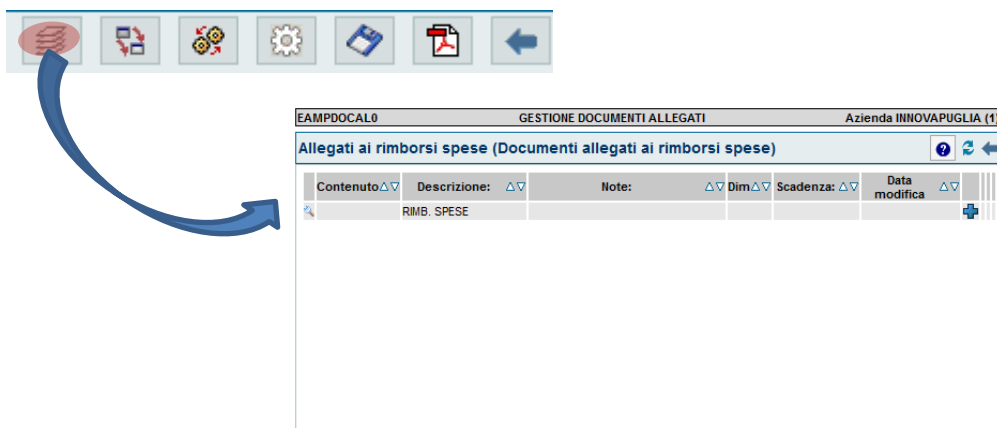 EAMPDOCAL0 GESTIONE DOCUMENTI ALLEGATI Azienda INNOVAPUGLIA (1)
Allegati ai rimborsi spese (Documenti allegati ai rimborsi spese) ?
Contenuto Descrizione: Note: Dim Scadenza: Data modifica
RIMB. SPESE